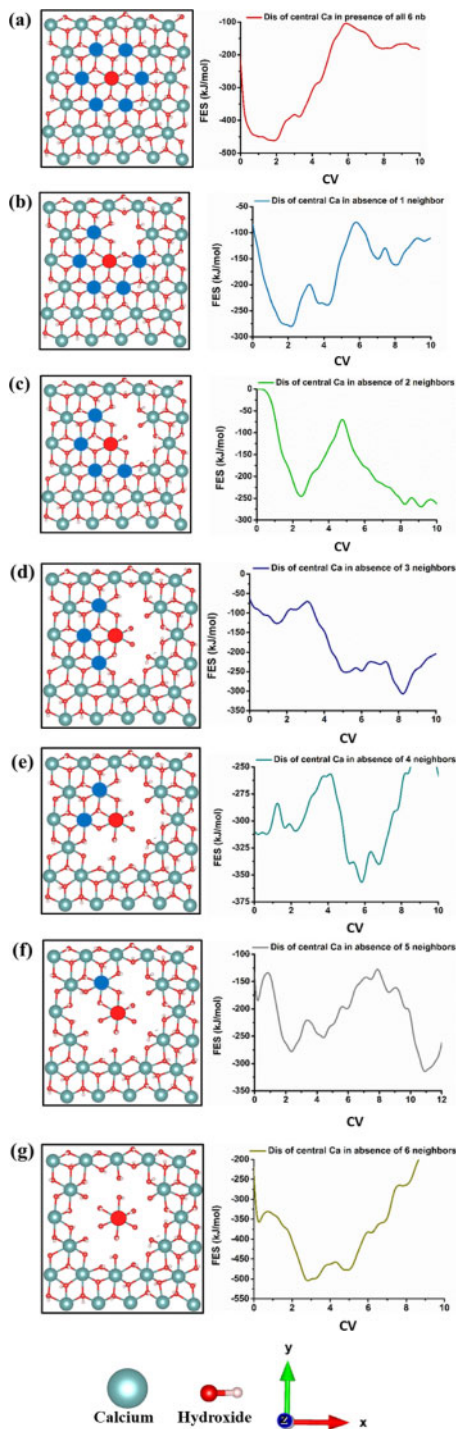 (a)
Dis of central Ca in presence of all 6 nb
FES (kJ/mol)
-100
-200
-300
-400
-500
0 2 4 6 8 10
CV
(b)
Dis of central Ca in absence of 1 neighbor
FES (kJ/mol)
-50
-100
-150
-200
-250
-300
0 2 4 6 8 10
CV
(c)
Dis of central Ca in absence of 2 neighbors
FES (kJ/mol)
0
-50
-100
-150
-200
-250
-300
0 2 4 6 8 10
CV
(d)
Dis of central Ca in absence of 3 neighbors
FES (kJ/mol)
0
-50
-100
-150
-200
-250
-300
-350
0 2 4 6 8 10
CV
(e)
Dis of central Ca in absence of 4 neighbors
FES (kJ/mol)
-250
-275
-300
-325
-350
-375
0 2 4 6 8 10
CV
(f)
Dis of central Ca in absence of 5 neighbors
FES (kJ/mol)
-100
-150
-200
-250
-300
-350
0 2 4 6 8 10 12
CV
(g)
Dis of central Ca in absence of 6 neighbors
FES (kJ/mol)
-200
-250
-300
-350
-400
-450
-500
-550
0 2 4 6 8 10
CV
Calcium
Hydroxide
y
Z
x